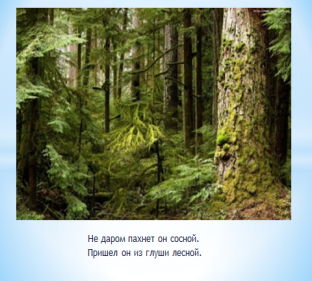 Не даром пахнет он сосной.
Пришел он из глуши лесной.